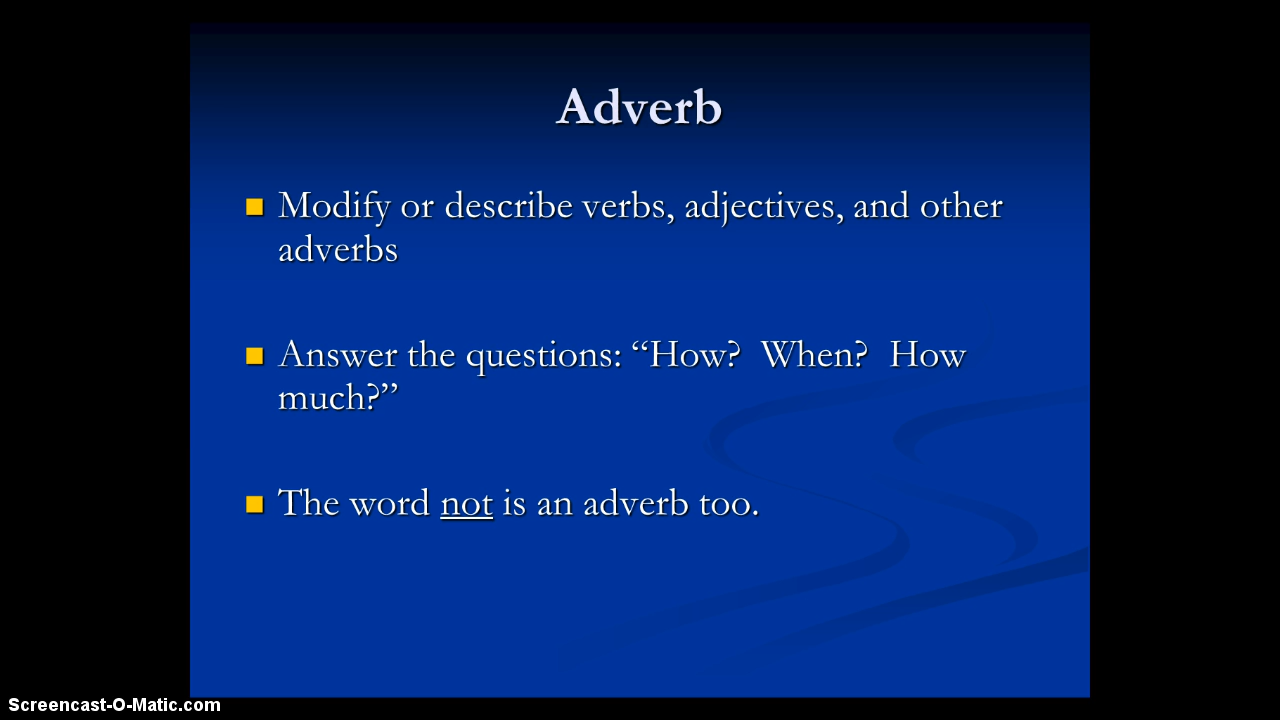 Adverb
Modify or describe verbs, adjectives, and other
adverbs
Answer the questions: “How?  When?  How
much?”
The word not is an adverb too.
Screencast-O-Matic.com